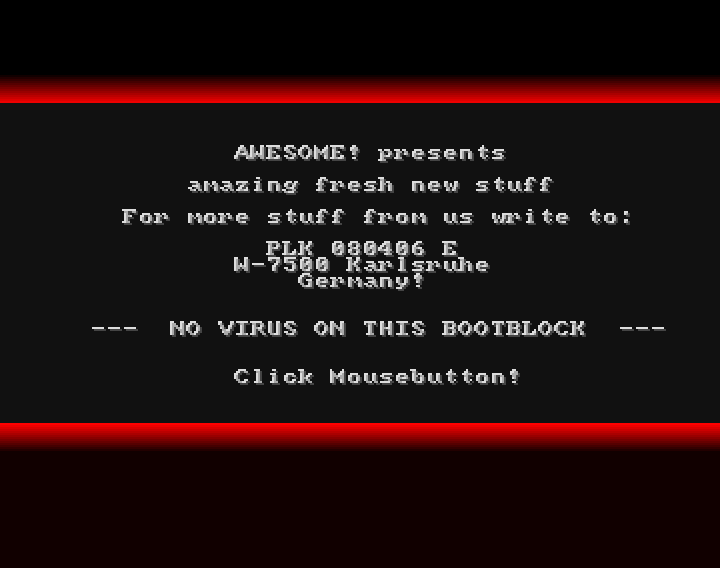 AWESOME! presents
amazing fresh new stuff
For more stuff from us write to:
PLK 080406 E
W-7500 Karlsruhe
Germany!
---  NO VIRUS ON THIS BOOTBLOCK  ---
Click Mousebutton!